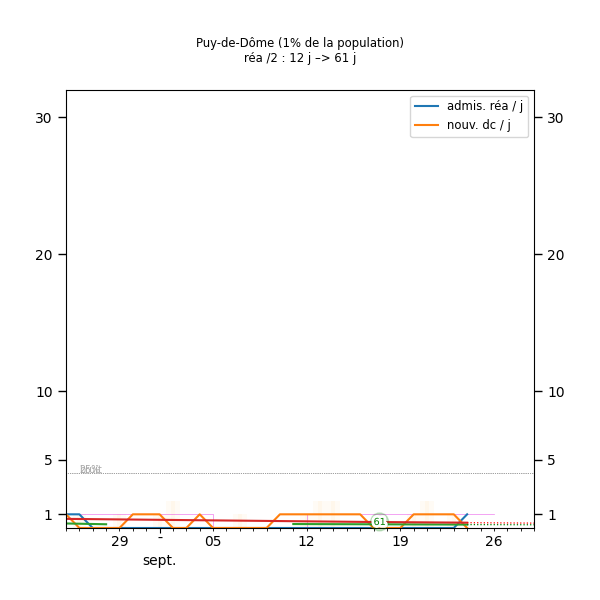 Puy-de-Dôme (1% de la population)
réa /2 : 12 j –> 61 j
admis. réa / j
nouv. dc / j
30 30
20 20
10 10
5 5
1 1
61
29 - 05 12 19 26
sept.